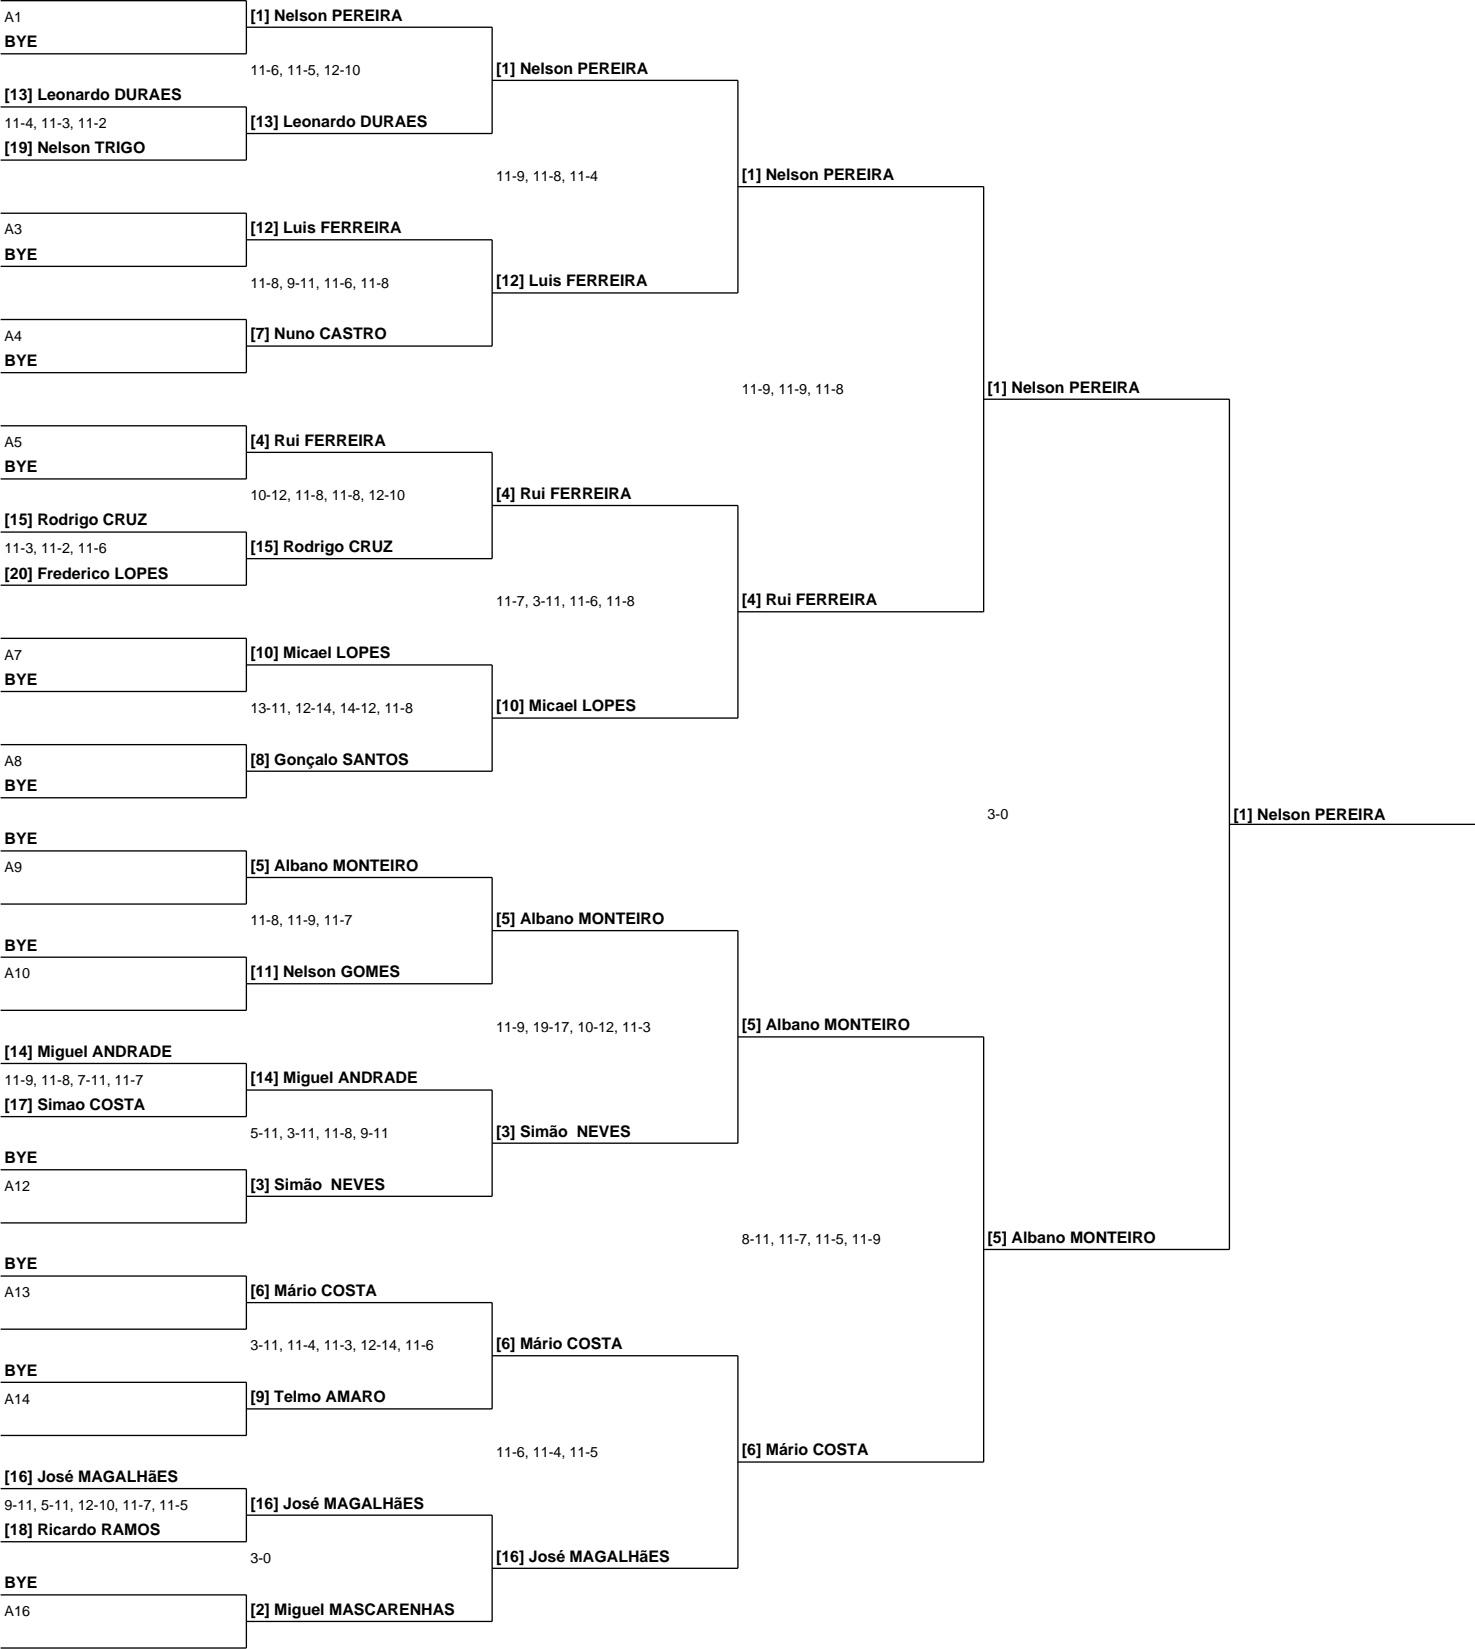 A1
BYE
[1] Nelson PEREIRA
11-6, 11-5, 12-10
[1] Nelson PEREIRA
[13] Leonardo DURAES
11-4, 11-3, 11-2
[19] Nelson TRIGO
[13] Leonardo DURAES
11-9, 11-8, 11-4
[1] Nelson PEREIRA
A3
BYE
[12] Luis FERREIRA
11-8, 9-11, 11-6, 11-8
[12] Luis FERREIRA
A4
BYE
[7] Nuno CASTRO
11-9, 11-9, 11-8
[1] Nelson PEREIRA
A5
BYE
[4] Rui FERREIRA
10-12, 11-8, 11-8, 12-10
[4] Rui FERREIRA
[15] Rodrigo CRUZ
11-3, 11-2, 11-6
[20] Frederico LOPES
[15] Rodrigo CRUZ
11-7, 3-11, 11-6, 11-8
[4] Rui FERREIRA
A7
BYE
[10] Micael LOPES
13-11, 12-14, 14-12, 11-8
[10] Micael LOPES
A8
BYE
[8] Gonçalo SANTOS
3-0
[1] Nelson PEREIRA
BYE
A9
[5] Albano MONTEIRO
11-8, 11-9, 11-7
[5] Albano MONTEIRO
BYE
A10
[11] Nelson GOMES
11-9, 19-17, 10-12, 11-3
[5] Albano MONTEIRO
[14] Miguel ANDRADE
11-9, 11-8, 7-11, 11-7
[17] Simao COSTA
[14] Miguel ANDRADE
5-11, 3-11, 11-8, 9-11
[3] Simão  NEVES
BYE
A12
[3] Simão  NEVES
8-11, 11-7, 11-5, 11-9
[5] Albano MONTEIRO
BYE
A13
[6] Mário COSTA
3-11, 11-4, 11-3, 12-14, 11-6
[6] Mário COSTA
BYE
A14
[9] Telmo AMARO
11-6, 11-4, 11-5
[6] Mário COSTA
[16] José MAGALHãES
9-11, 5-11, 12-10, 11-7, 11-5
[18] Ricardo RAMOS
[16] José MAGALHãES
3-0
[16] José MAGALHãES
BYE
A16
[2] Miguel MASCARENHAS